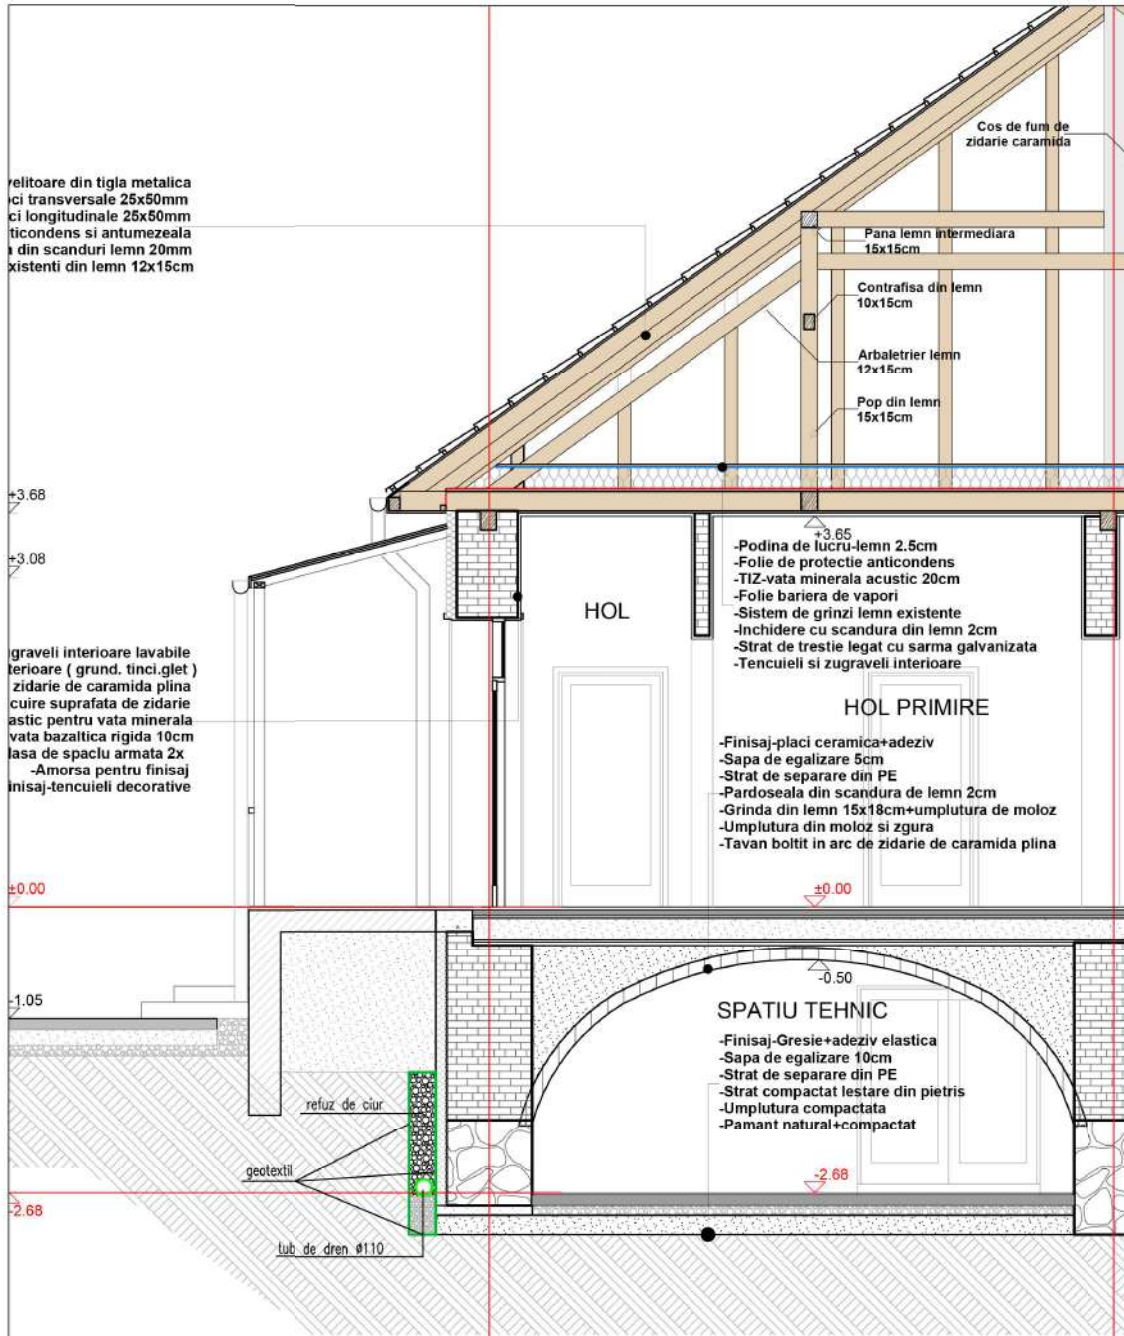 Cos de fum de
zidarie caramida
velitoare din tigla metalica
ci transversale 25x50mm
ci longitudinale 25x50mm
ticondens si antumezeala
din scanduri lemn 20mm
xistenti din lemn 12x15cm
Pana lemn intermediara
15x15cm
Contrafisa din lemn
10x15cm
Arbaletrier lemn
12x15cm
Pop din lemn
15x15cm
+3.68
+3.08
+3.65
-Podina de lucru-lemn 2.5cm
-Folie de protectie anticondens
-TIZ-vata minerala acustic 20cm
-Folie bariera de vapori
-Sistem de grinzi lemn existente
-Inchidere cu scandura din lemn 2cm
-Strat de trestie legat cu sarma galvanizata
-Tencuieli si zugraveli interioare
HOL
graveli interioare lavabile
terioare ( grund. tinci.glet )
zidarie de caramida plina
cuire suprafata de zidarie
astic pentru vata minerala
vata bazaltica rigida 10cm
lasa de spaclu armata 2x
-Amorsa pentru finisaj
inisaj-tencuieli decorative
HOL PRIMIRE
-Finisaj-placi ceramica+adeziv
-Sapa de egalizare 5cm
-Strat de separare din PE
-Pardoseala din scandura de lemn 2cm
-Grinda din lemn 15x18cm+umplutura de moloz
-Umplutura din moloz si zgura
-Tavan boltit in arc de zidarie de caramida plina
±0.00
±0.00
-0.50
-1.05
SPATIU TEHNIC
-Finisaj-Gresie+adeziv elastica
-Sapa de egalizare 10cm
-Strat de separare din PE
-Strat compactat lestare din pietris
-Umplutura compactata
-Pamant natural+compactat
refuz de ciur
geotextil
-2.68
-2.68
tub de dren ø110